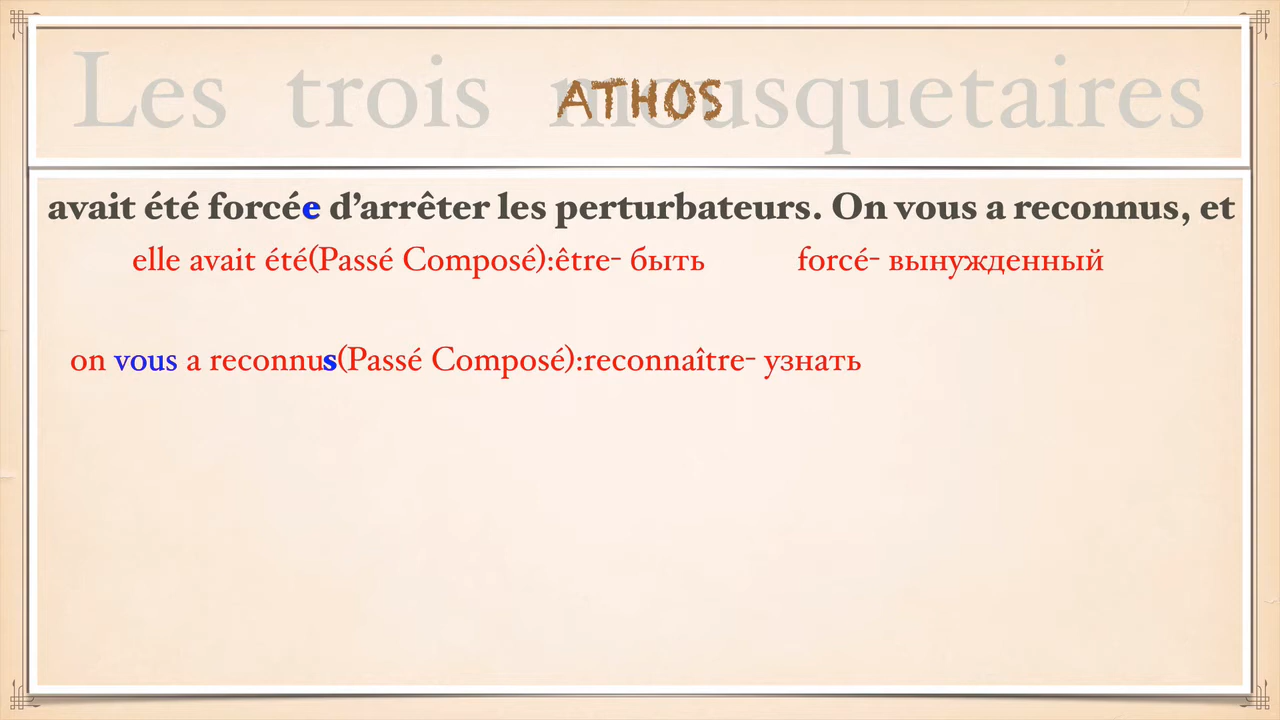 Les trois mousquetaires
ATHOS
avait été forcée d’arrêter les perturbateurs. On vous a reconnus, et
elle avait été(Passé Composé):être- быть forcé- вынужденный
on vous a reconnus(Passé Composé):reconnaître- узнать